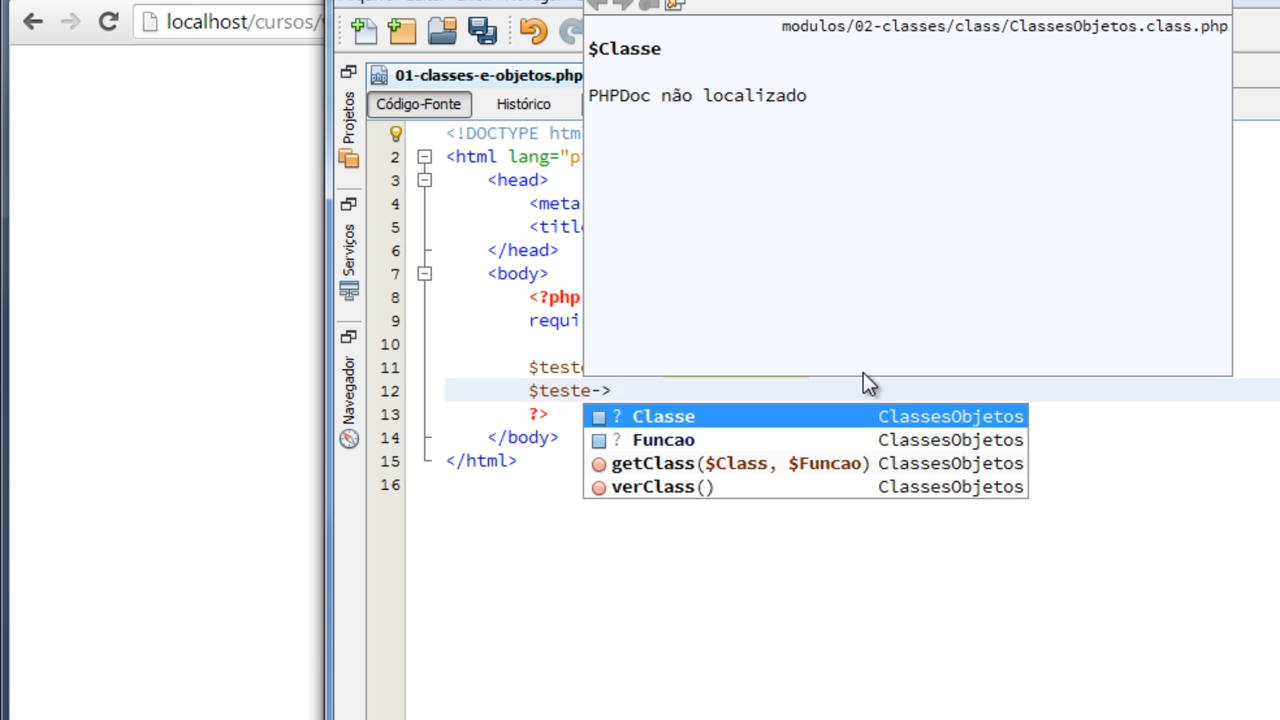 localhost/cursos/
modulos/02-classes/class/ClassesObjetos.class.php
$Classe
PHPDoc não localizado
01-classes-e-objetos.php
Código-Fonte
Histórico
Projetos
Serviços
Navegador
<!DOCTYPE htm
2 <html lang="p
3 <head>
4 <meta
5 <titl
6 </head>
7 <body>
8 <?php
9 requi
10
11 $teste
12 $teste->
13 ?>
14 </body>
15 </html>
16
? Classe ClassesObjetos
? Funcao ClassesObjetos
getClass($Class, $Funcao) ClassesObjetos
verClass() ClassesObjetos